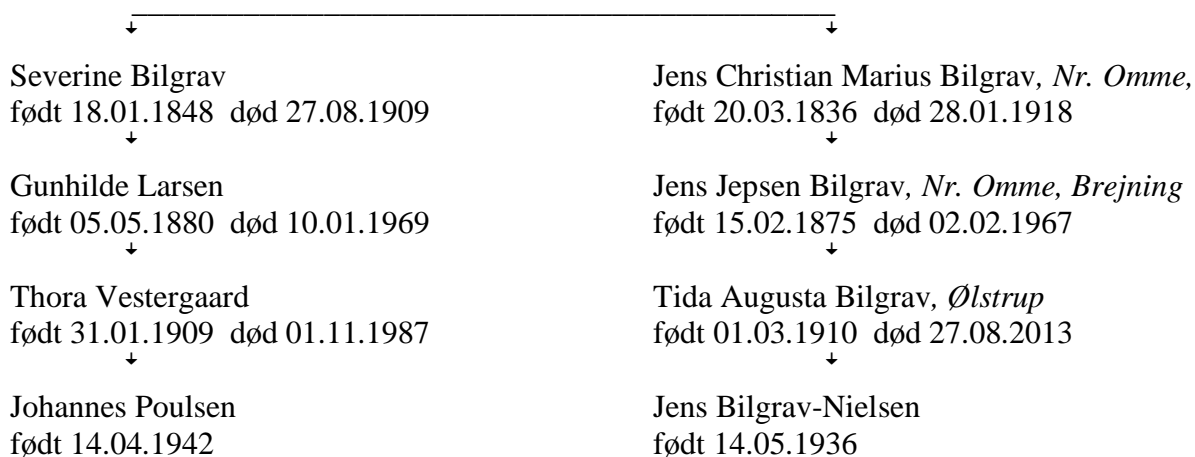 Severine Bilgrav
født 18.01.1848 død 27.08.1909
Gunhilde Larsen
født 05.05.1880 død 10.01.1969
Thora Vestergaard
født 31.01.1909 død 01.11.1987
Johannes Poulsen
født 14.04.1942
Jens Christian Marius Bilgrav, Nr. Omme,
født 20.03.1836 død 28.01.1918
Jens Jepsen Bilgrav, Nr. Omme, Brejning
født 15.02.1875 død 02.02.1967
Tida Augusta Bilgrav, Ølstrup
født 01.03.1910 død 27.08.2013
Jens Bilgrav-Nielsen
født 14.05.1936